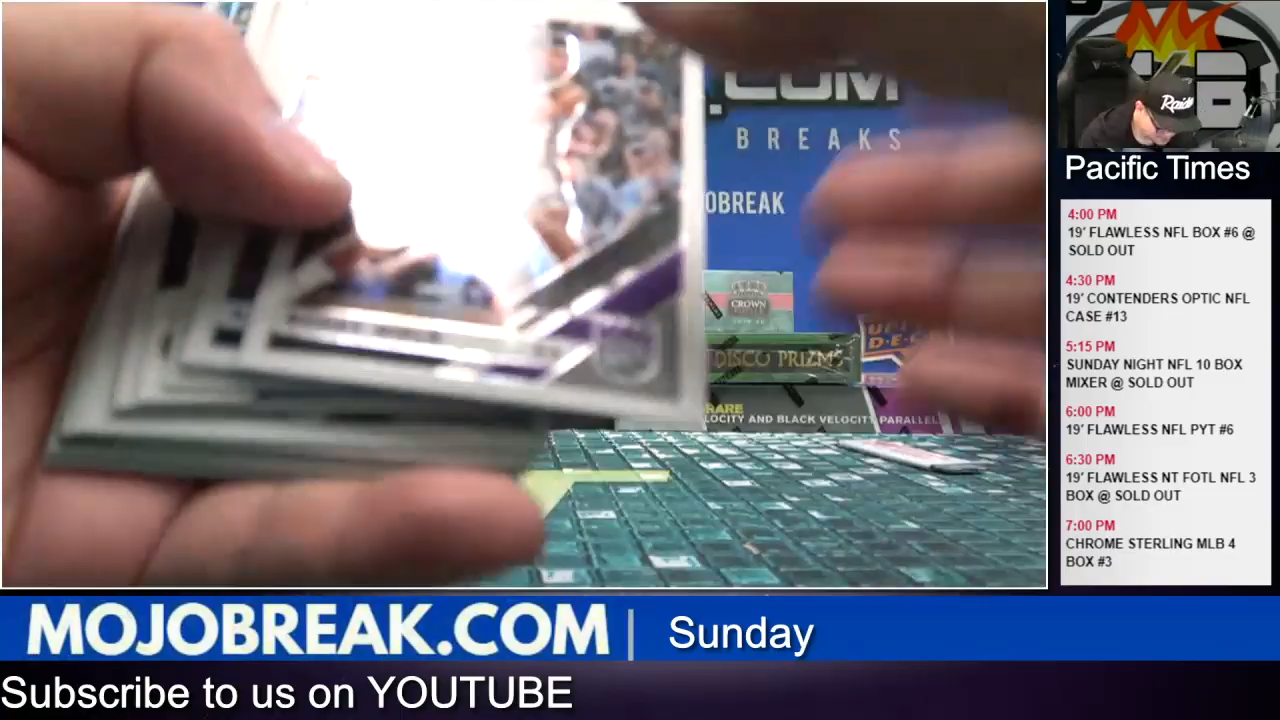 .COM
BREAKS
OBREAK
CROWN
DISCO PRIZMS
RARE
LOCITY AND BLACK VELOCITY PARALLEL
Raiders
Pacific Times
4:00 PM
19' FLAWLESS NFL BOX #6 @
SOLD OUT
4:30 PM
19' CONTENDERS OPTIC NFL
CASE #13
5:15 PM
SUNDAY NIGHT NFL 10 BOX
MIXER @ SOLD OUT
6:00 PM
19' FLAWLESS NFL PYT #6
6:30 PM
19' FLAWLESS NT FOTL NFL 3
BOX @ SOLD OUT
7:00 PM
CHROME STERLING MLB 4
BOX #3
MOJOBREAK.COM
Sunday
Subscribe to us on YOUTUBE